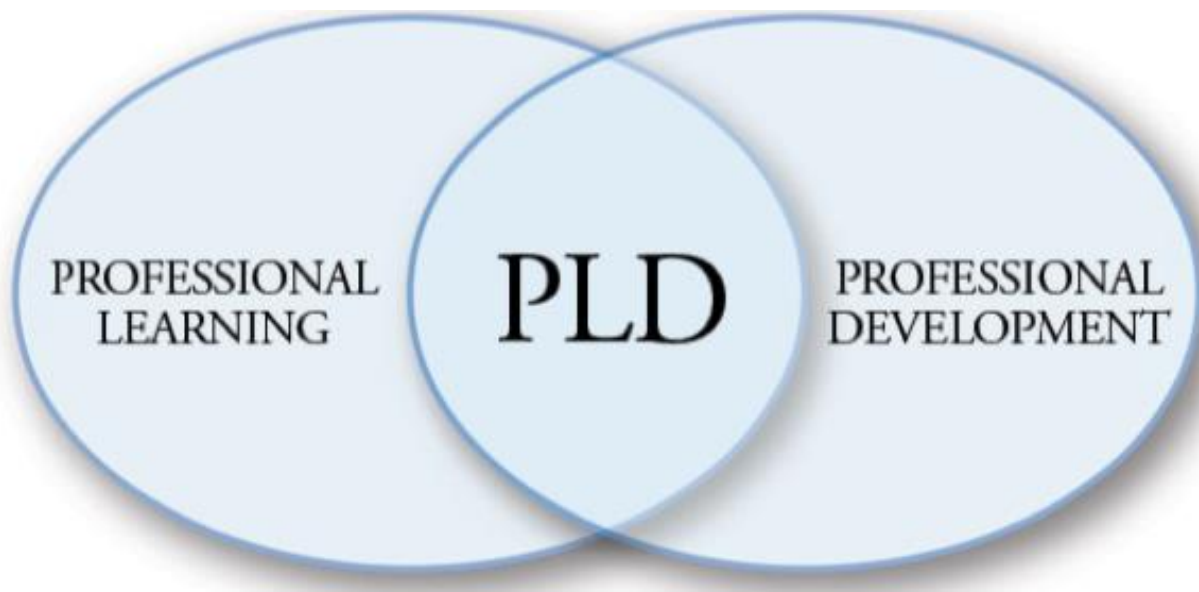 PROFESSIONAL
LEARNING
PLD
PROFESSIONAL
DEVELOPMENT